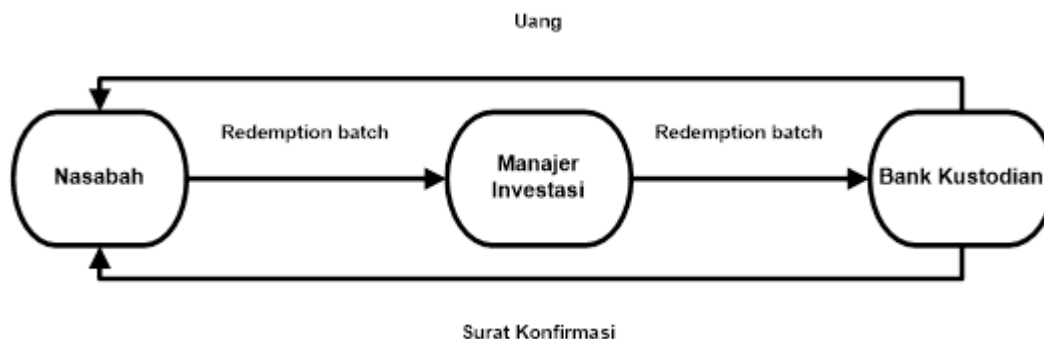 Uang
Redemption batch
Redemption batch
Nasabah
Manajer
Investasi
Bank Kustodian
Surat Konfirmasi